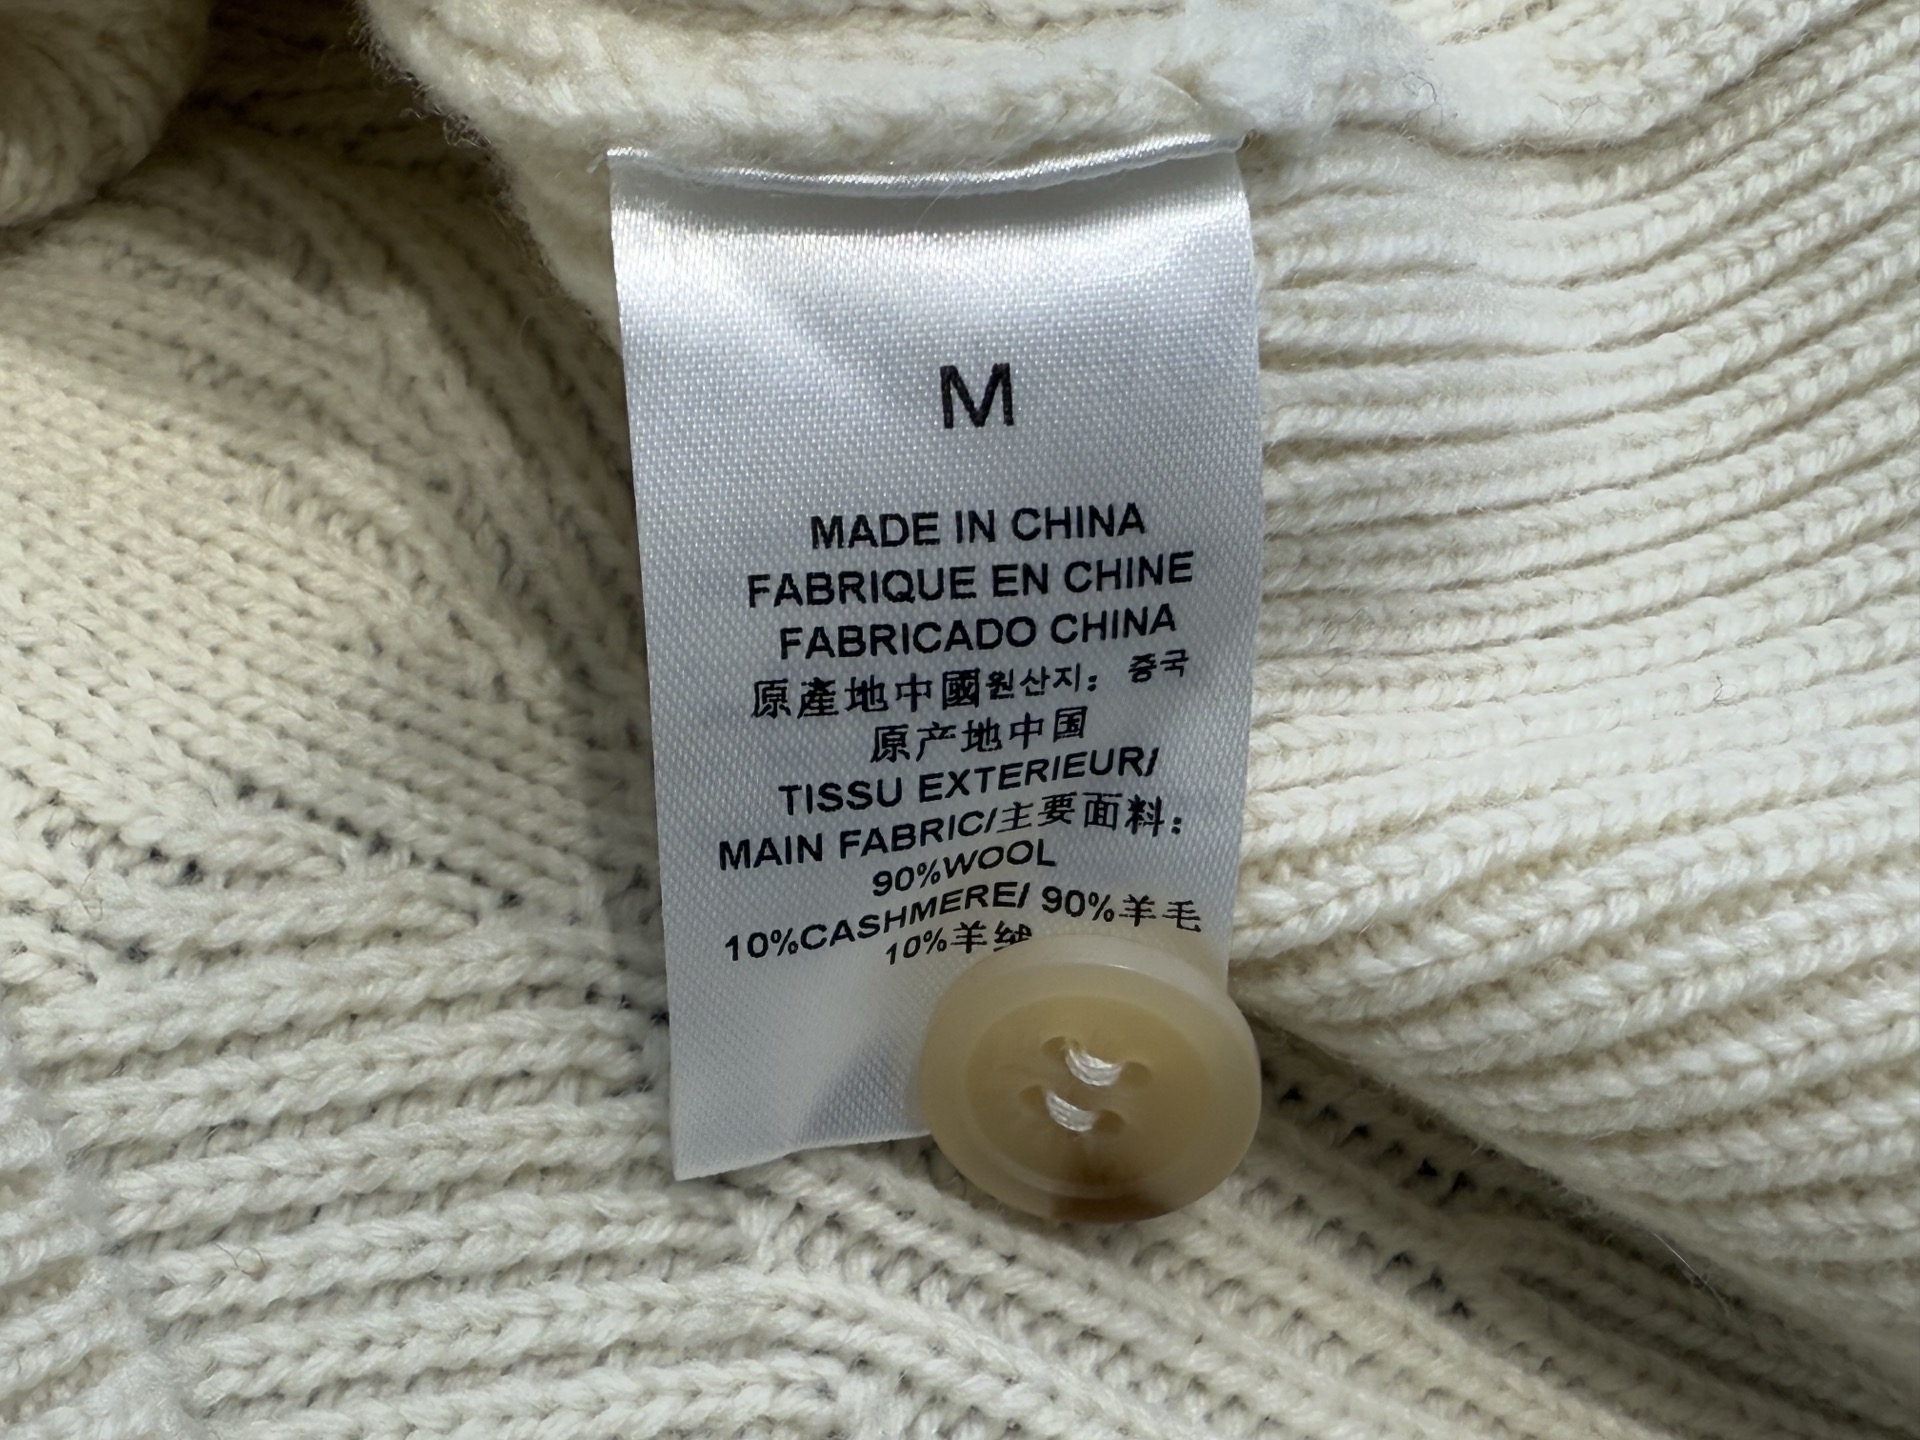 M
MADE IN CHINA
FABRIQUE EN CHINE
FABRICADO CHINA
原產地中國원산지: 중국
原产地中国
TISSU EXTERIEUR/
MAIN FABRIC/主要面料:
90%WOOL
10%CASHMERE/ 90%羊毛
10%羊绒